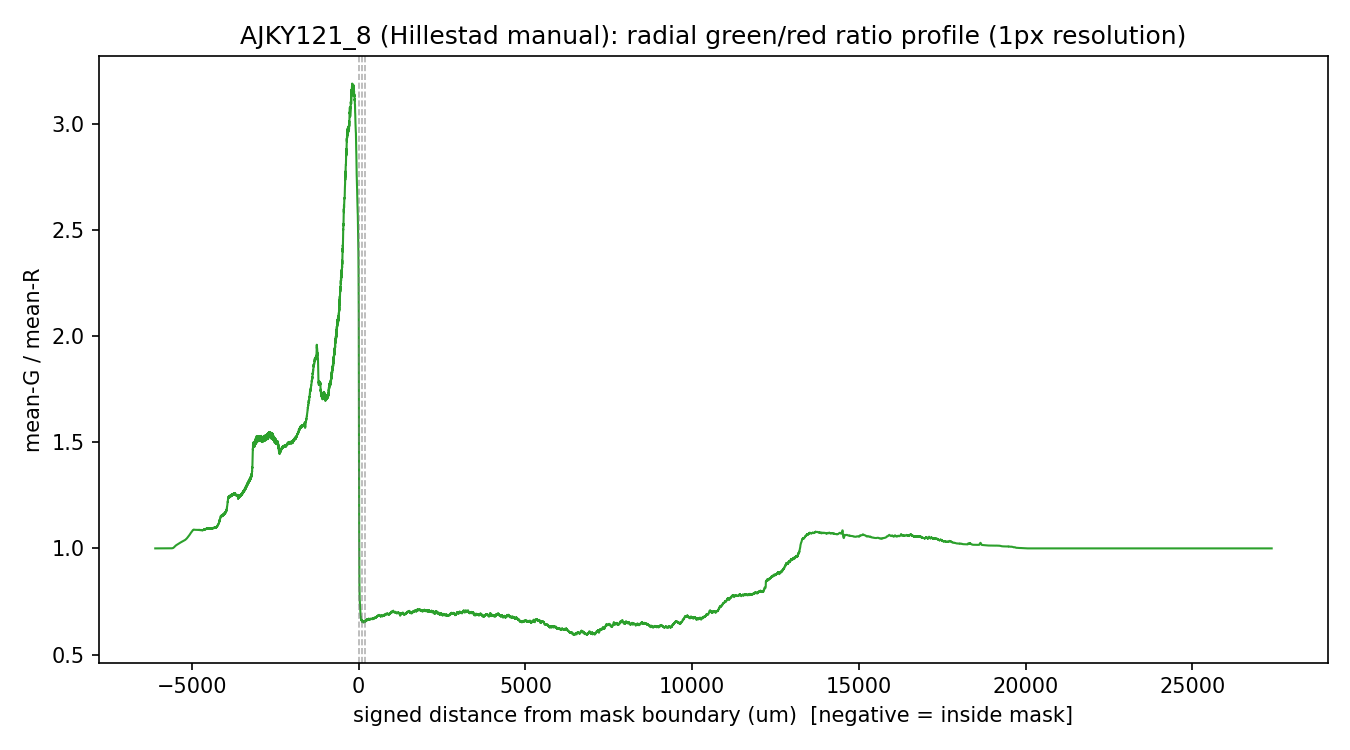 AJKY121_8 (Hillestad manual): radial green/red ratio profile (1px resolution)
mean-G / mean-R
3.0
2.5
2.0
1.5
1.0
0.5
−5000 0 5000 10000 15000 20000 25000
signed distance from mask boundary (um)  [negative = inside mask]